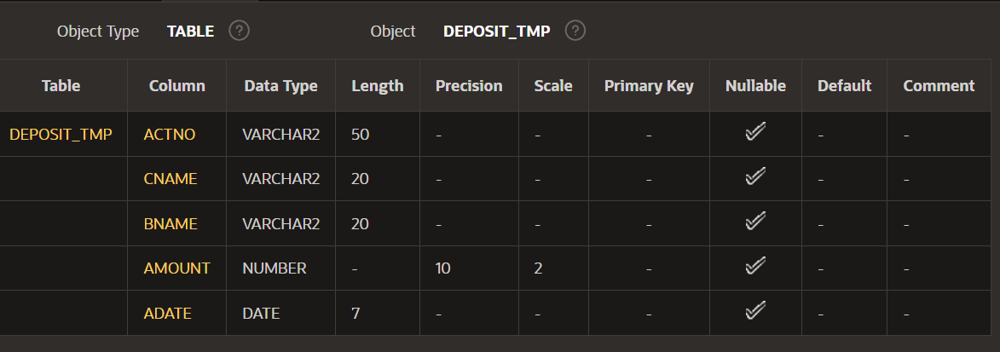 Object Type TABLE ? Object DEPOSIT_TMP ?
Table Column Data Type Length Precision Scale Primary Key Nullable Default Comment
DEPOSIT_TMP ACTNO VARCHAR2 50 - - - - -
CNAME VARCHAR2 20 - - - - -
BNAME VARCHAR2 20 - - - - -
AMOUNT NUMBER - 10 2 - - -
ADATE DATE 7 - - - - -